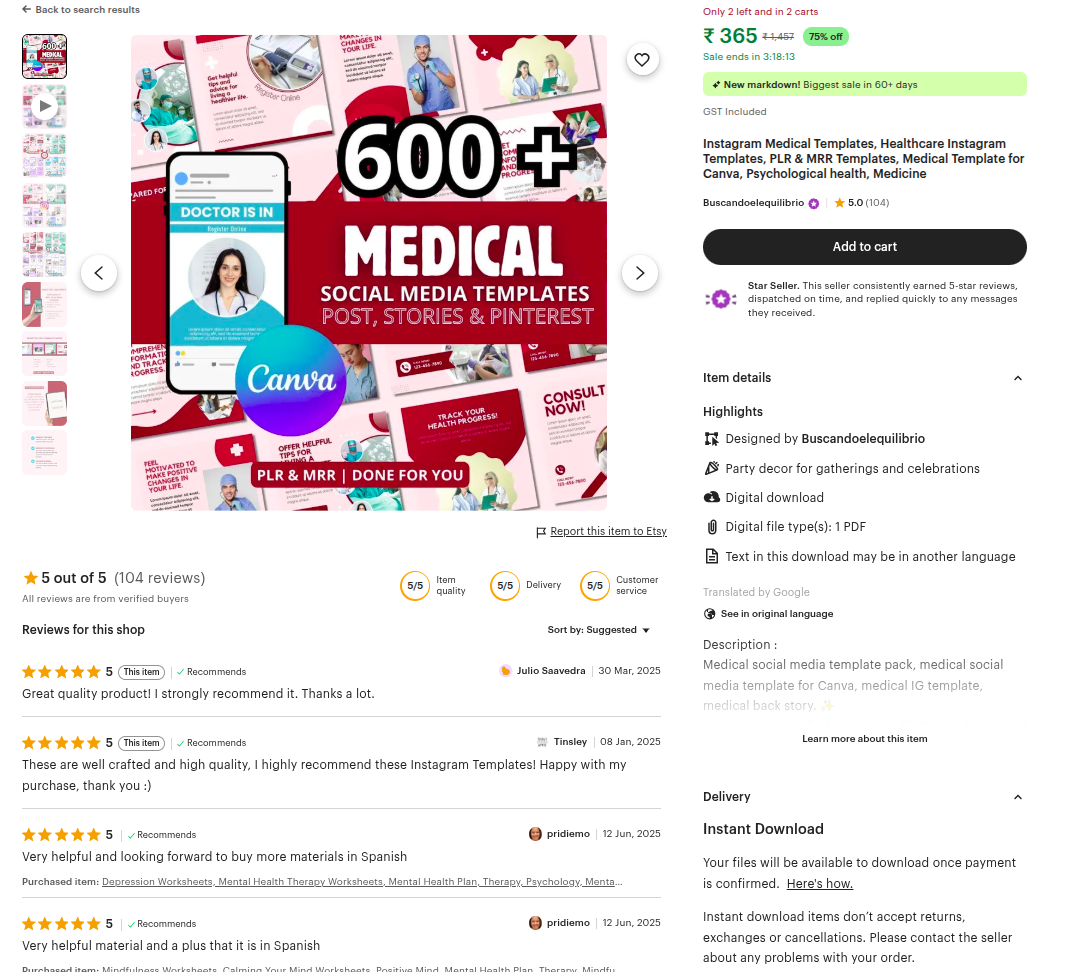 Back to search results
600 +
DOCTOR IS IN
Register Online
MEDICAL
SOCIAL MEDIA TEMPLATES
POST, STORIES & PINTEREST
Canva
PLR & MRR | DONE FOR YOU
CHANGES IN
YOUR LIFE.
Get helpful
tips and
advice for
living a
healthier life.
Register Online
CALL NOW
123-456-7890
TRACK YOUR
HEALTH PROGRESS!
CONSULT
NOW!
FEEL
MOTIVATED TO
MAKE POSITIVE
CHANGES IN
YOUR LIFE.
OFFER HELPFUL
TIPS FOR
LIVING A
Report this item to Etsy
5 out of 5 (104 reviews)
All reviews are from verified buyers
5/5 Item quality
5/5 Delivery
5/5 Customer service
Reviews for this shop
Sort by: Suggested
5 This item Recommends
Julio Saavedra 30 Mar, 2025
Great quality product! I strongly recommend it. Thanks a lot.
5 This item Recommends
Tinsley 08 Jan, 2025
These are well crafted and high quality, I highly recommend these Instagram Templates! Happy with my
purchase, thank you :)
5 Recommends
pridiemo 12 Jun, 2025
Very helpful and looking forward to buy more materials in Spanish
Purchased item: Depression Worksheets, Mental Health Therapy Worksheets, Mental Health Plan, Therapy, Psychology, Menta...
5 Recommends
pridiemo 12 Jun, 2025
Very helpful material and a plus that it is in Spanish
Purchased item: Mindfulness Worksheets, Calming Your Mind Worksheets, Positive Mind, Mental Health Plan, Therapy, Mindfu...
Only 2 left and in 2 carts
₹ 365 ₹ 1,457 75% off
Sale ends in 3:18:13
New markdown! Biggest sale in 60+ days
GST Included
Instagram Medical Templates, Healthcare Instagram
Templates, PLR & MRR Templates, Medical Template for
Canva, Psychological health, Medicine
Buscandoelequilibrio 5.0 (104)
Add to cart
Star Seller. This seller consistently earned 5-star reviews,
dispatched on time, and replied quickly to any messages
they received.
Item details
Highlights
Designed by Buscandoelequilibrio
Party decor for gatherings and celebrations
Digital download
Digital file type(s): 1 PDF
Text in this download may be in another language
Translated by Google
See in original language
Description :
Medical social media template pack, medical social
media template for Canva, medical IG template,
medical back story. ✨
Learn more about this item
Delivery
Instant Download
Your files will be available to download once payment
is confirmed. Here's how.
Instant download items don't accept returns,
exchanges or cancellations. Please contact the seller
about any problems with your order.